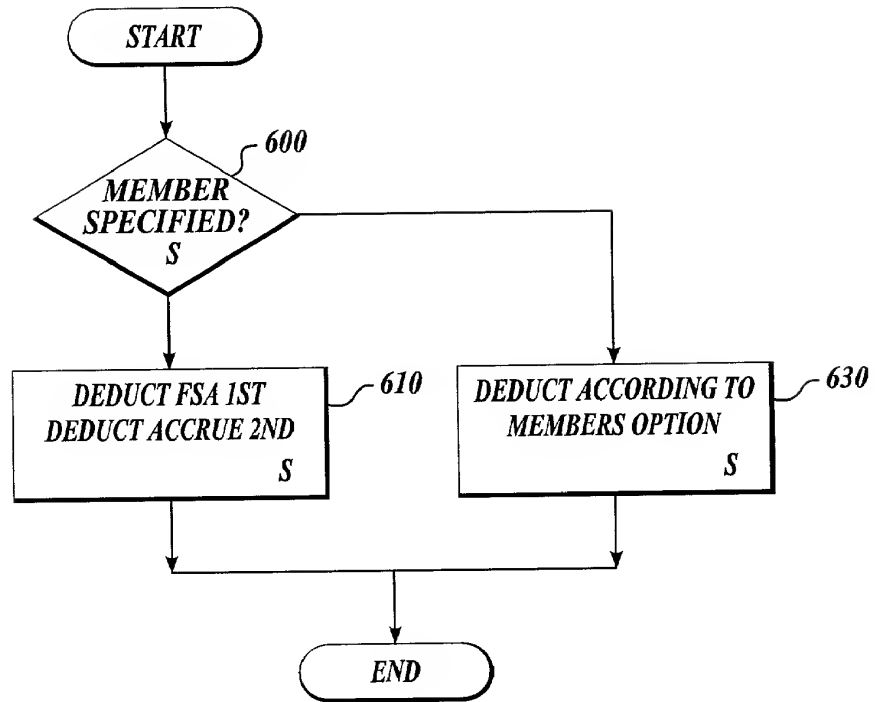 START
600
MEMBER
SPECIFIED?
S
DEDUCT FSA 1ST
DEDUCT ACCRUE 2ND
S
610
DEDUCT ACCORDING TO
MEMBERS OPTION
S
630
END